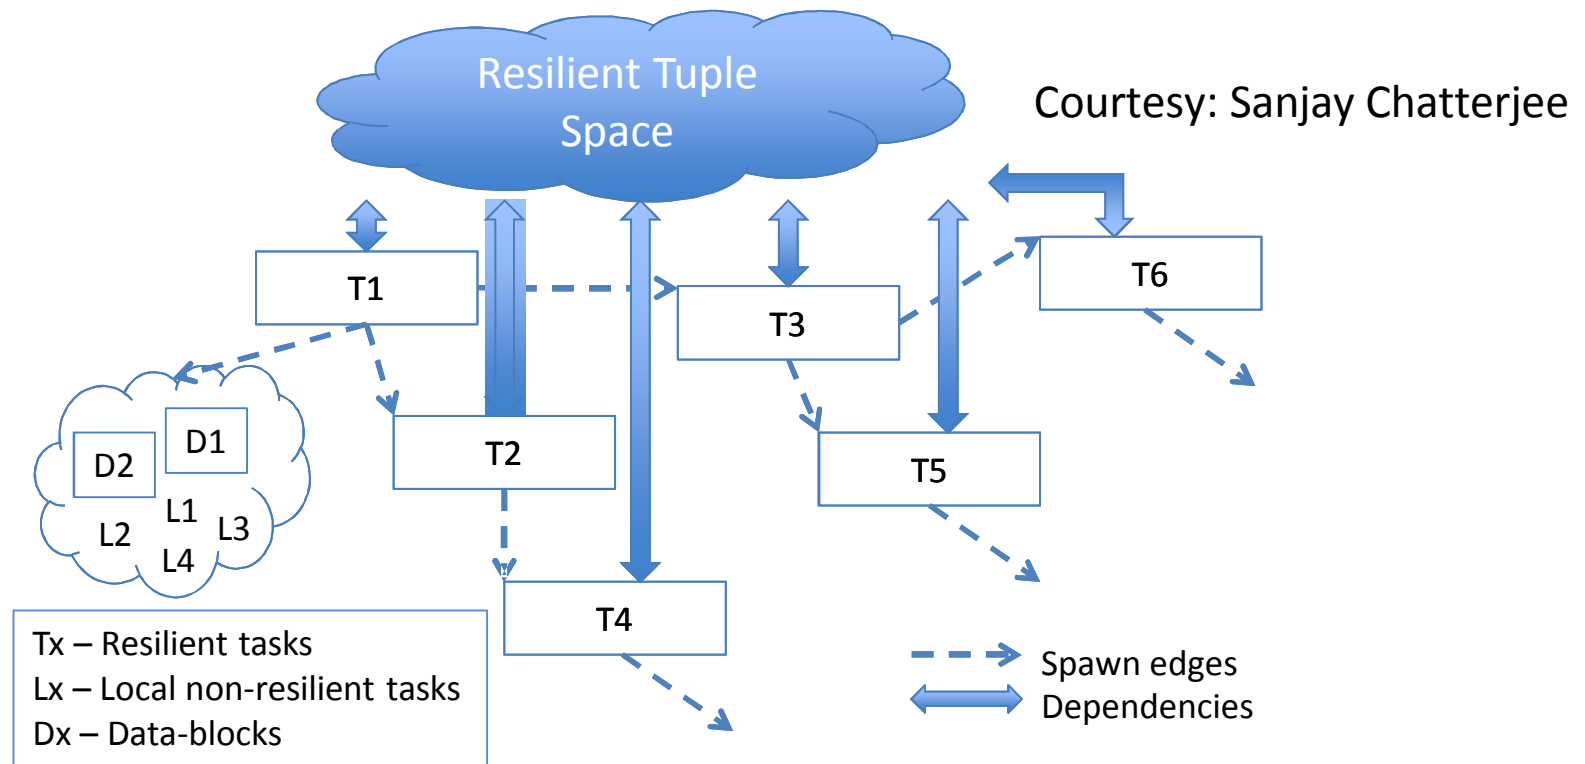 Resilient Tuple
Space
Courtesy: Sanjay Chatterjee
T1
T6
T3
D1
D2
T2
T5
L1
L2
L3
L4
T4
Tx – Resilient tasks
Lx – Local non-resilient tasks
Dx – Data-blocks
Spawn edges
Dependencies